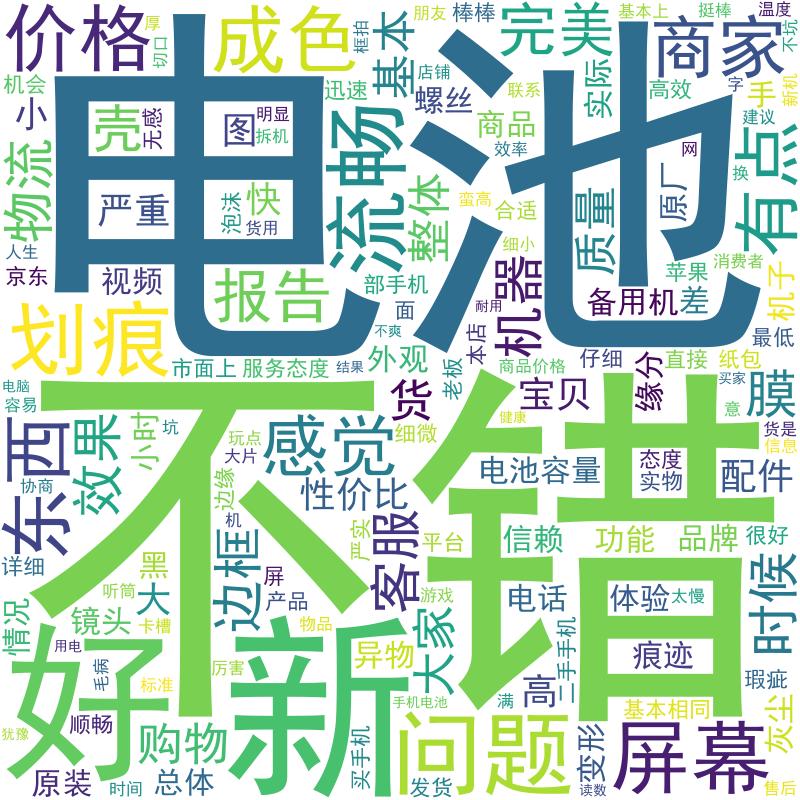 价格
厚
切口
成色
朋友
框拍
基本
棒棒
完美
基本上
挺棒
温度
不坑
商家
机会
小
壳
无感
图
明显
拆机
迅速
店铺
螺丝
联系
实际
高效
字
新机
手
建议
电池
流畅
商品
效率
网
换
有点
物流
严重
泡沫
快
货用
整体
蛮高
合适
质量
原厂
细小
人生
京东
视频
报告
部手机
面
耐用
机器
备用机
差
苹果
消费者
机子
划痕
不爽
本店
最低
市面上
服务态度
结果
外观
老板
商品价格
仔细
缘分
直接
纸包
电脑
容易
货
宝贝
买家
意
膜
不错
东西
效果
小时
坑
玩点
大片
感觉
细微
健康
货是
信息
协商
边缘
性价比
电池容量
态度
实物
配件
机
严实
客服
平台
信赖
功能
品牌
很好
详细
黑
听筒
边框
屏
产品
游戏
电话
体验
太慢
时候
情况
镜头
大
卡槽
物品
异物
大家
二手手机
痕迹
好
新
用电
毛病
标准
厉害
手机电池
满
高
瑕疵
犹豫
顺畅
购物
买手机
问题
基本相同
灰尘
原装
时间
总体
发货
变形
读数
屏幕
售后